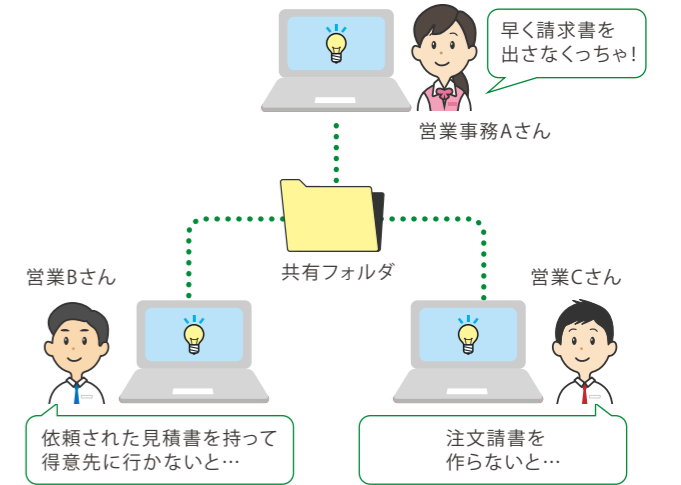 早く請求書を
出さなくっちゃ!
営業事務Aさん
共有フォルダ
営業Bさん
営業Cさん
依頼された見積書を持って
得意先に行かないと…
注文請書を
作らないと…